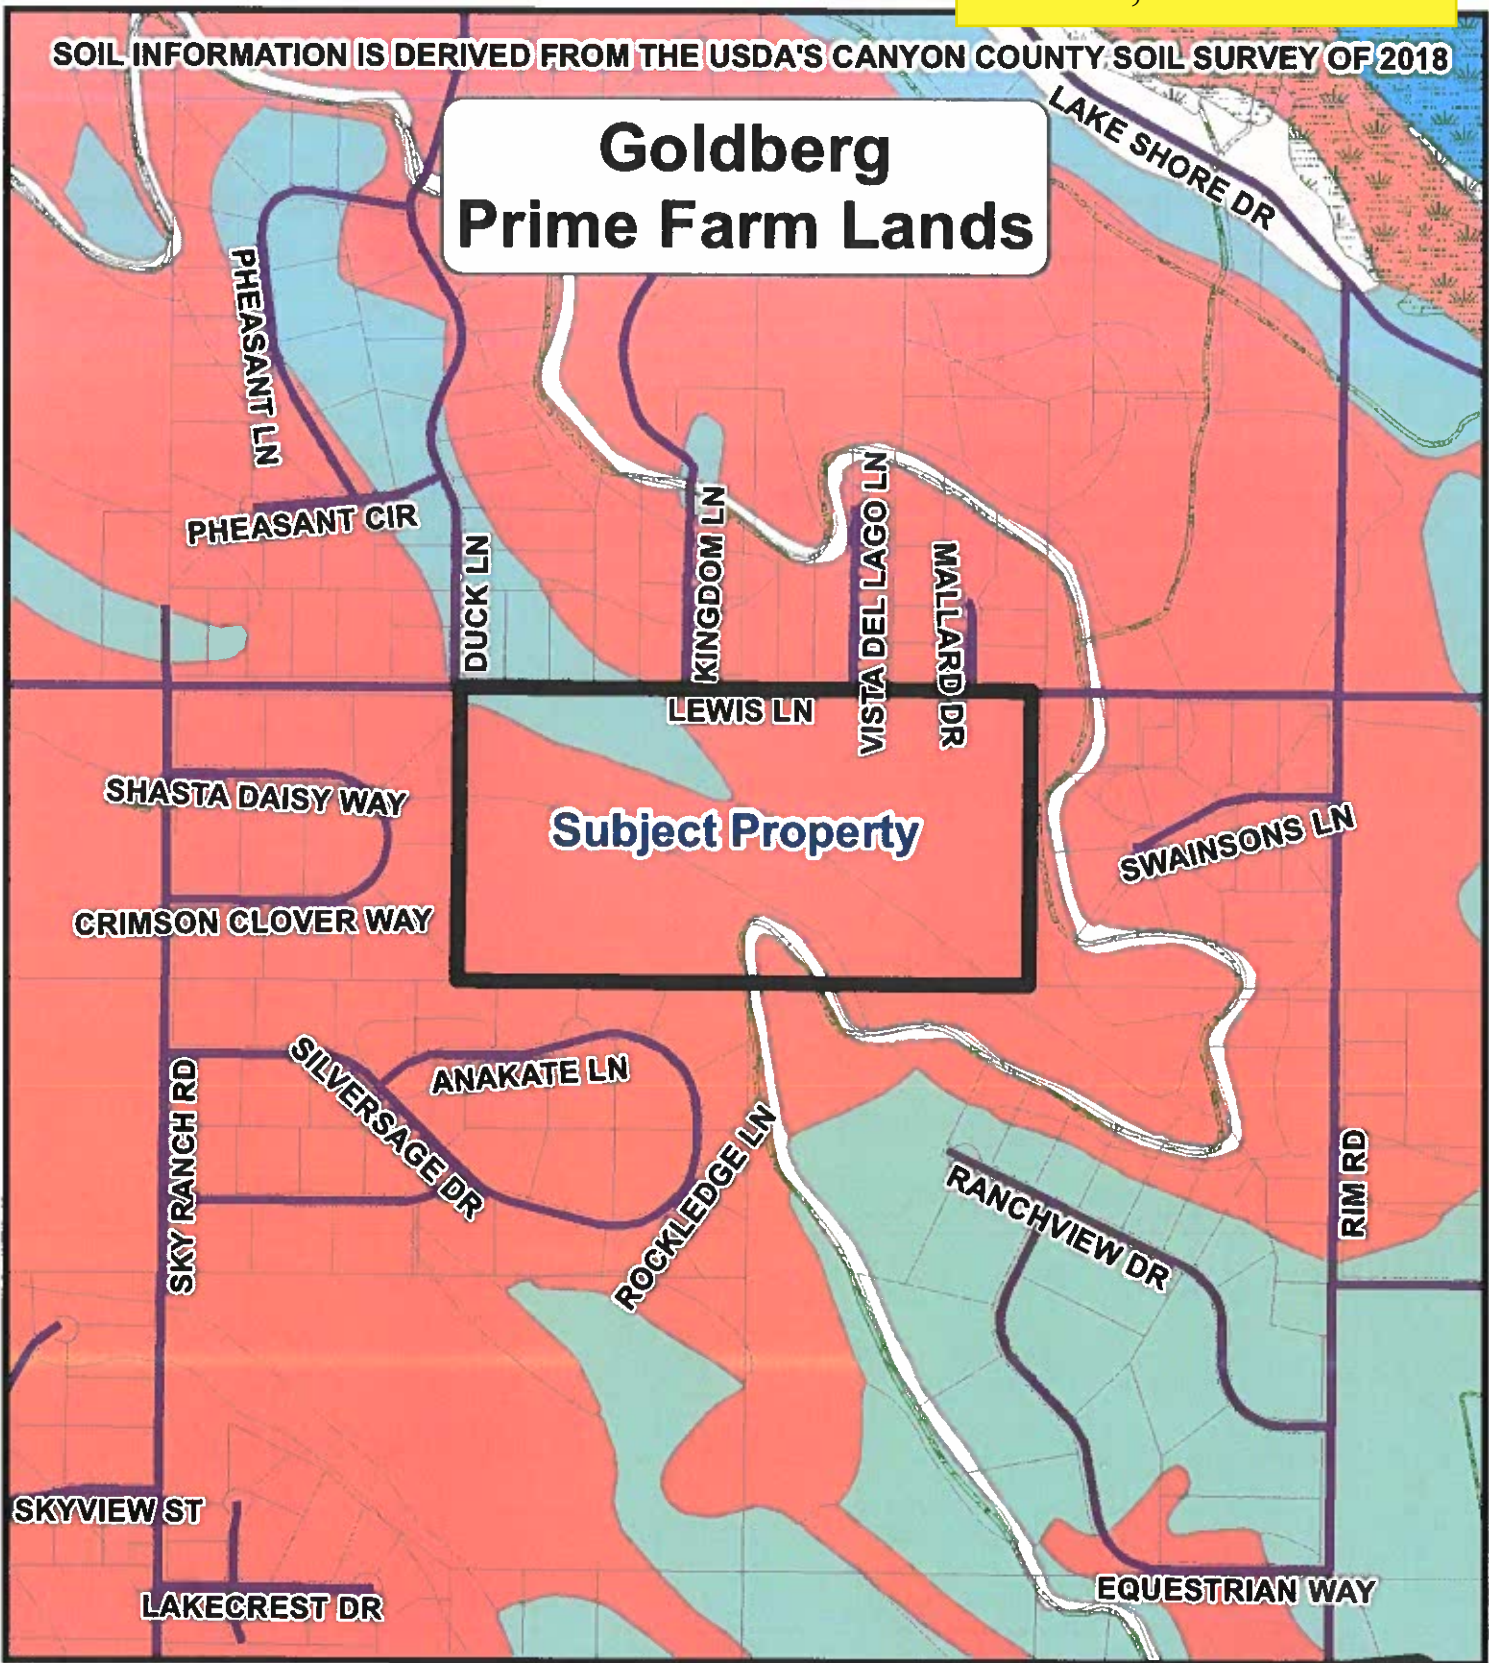 SOIL INFORMATION IS DERIVED FROM THE USDA'S CANYON COUNTY SOIL SURVEY OF 2018
Goldberg
Prime Farm Lands
LAKE SHORE DR
PHEASANT LN
PHEASANT CIR
DUCK LN
KINGDOM LN
VISTA DEL LAGO LN
MALLARD DR
LEWIS LN
SHASTA DAISY WAY
Subject Property
SWAINSONS LN
CRIMSON CLOVER WAY
SILVERSAGE DR
ANAKATE LN
SKY RANCH RD
ROCKLEDGE LN
RANCHVIEW DR
RIM RD
SKYVIEW ST
LAKECREST DR
EQUESTRIAN WAY